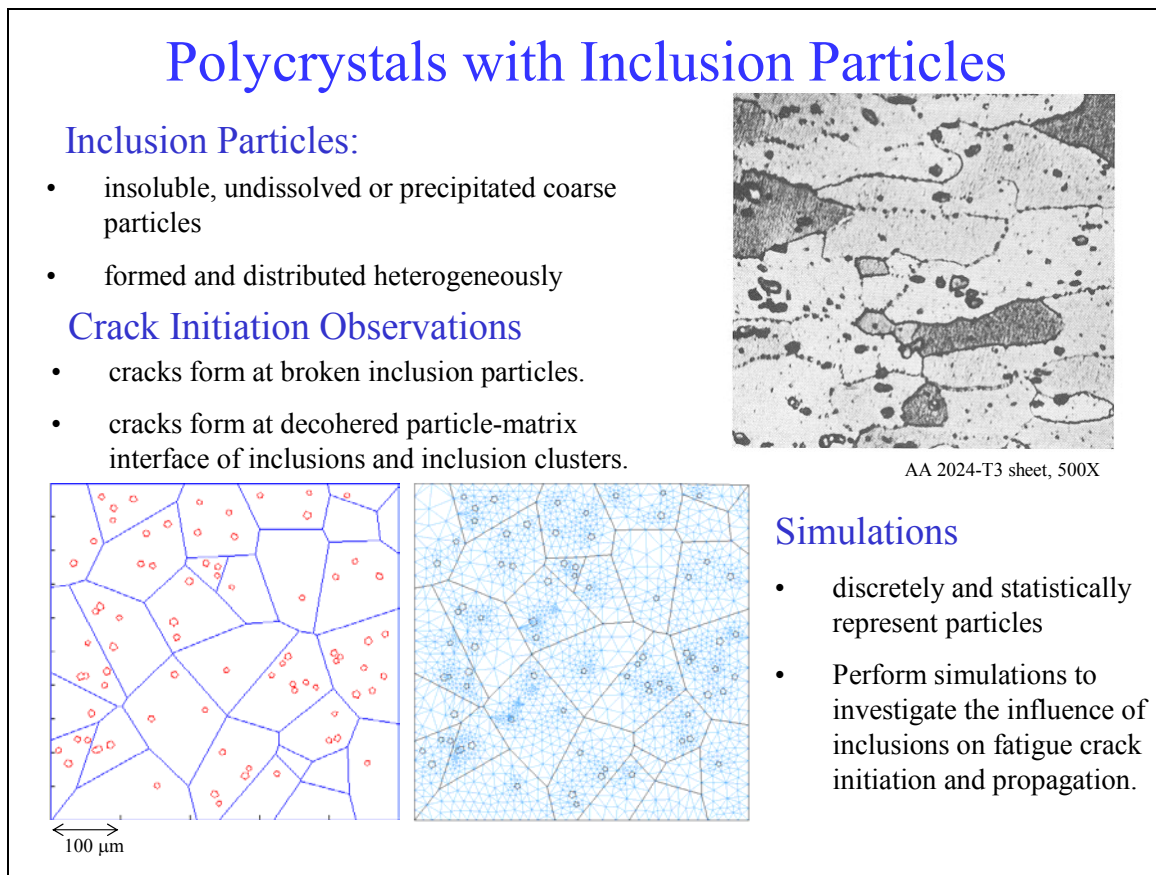 Polycrystals with Inclusion Particles
Inclusion Particles:
• insoluble, undissolved or precipitated coarse
particles
• formed and distributed heterogeneously
Crack Initiation Observations
• cracks form at broken inclusion particles.
• cracks form at decohered particle-matrix
interface of inclusions and inclusion clusters.
AA 2024-T3 sheet, 500X
Simulations
• discretely and statistically
represent particles
• Perform simulations to
investigate the influence of
inclusions on fatigue crack
initiation and propagation.
100 μm